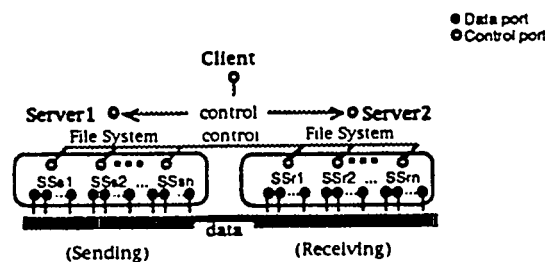 Data port
Control port
Client
Server1 control Server2
File System control File System
SSs1 SSs2 ... SSsn
SSr1 SSr2 ... SSrn
data
(Sending) (Receiving)